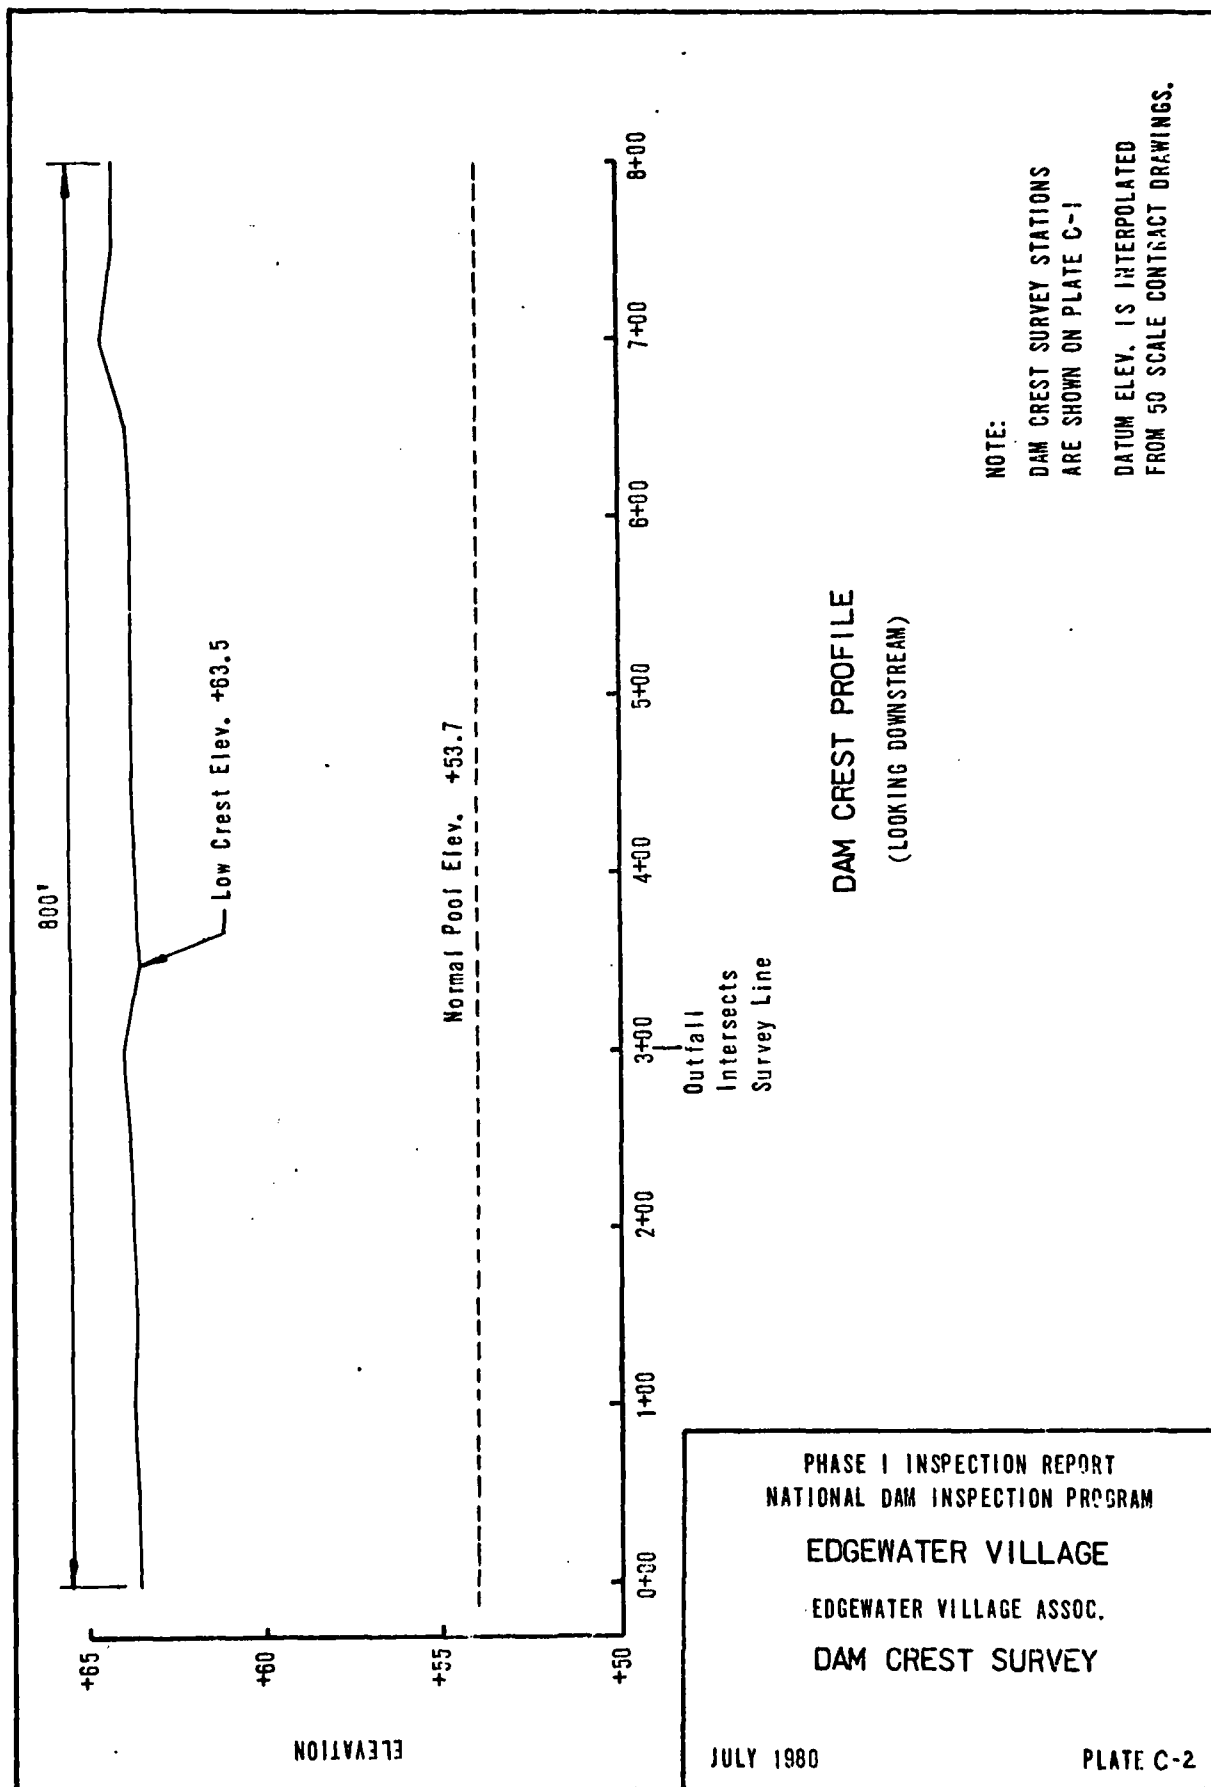 800'
Low Crest Elev. +63.5
Normal Pool Elev. +53.7
ELEVATION
+65
+60
+55
+50
0+00
1+00
2+00
3+00
4+00
5+00
6+00
7+00
8+00
Outfall
Intersects
Survey Line
DAM CREST PROFILE
(LOOKING DOWNSTREAM)
NOTE:
DAM CREST SURVEY STATIONS
ARE SHOWN ON PLATE C-1
DATUM ELEV. IS INTERPOLATED
FROM 50 SCALE CONTRACT DRAWINGS.
PHASE I INSPECTION REPORT
NATIONAL DAM INSPECTION PROGRAM
EDGEWATER VILLAGE
EDGEWATER VILLAGE ASSOC.
DAM CREST SURVEY
JULY 1980
PLATE C-2